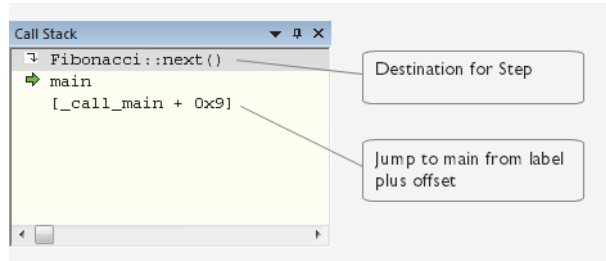 Call Stack
Fibonacci::next()
main
[_call_main + 0x9]
Destination for Step
Jump to main from label
plus offset